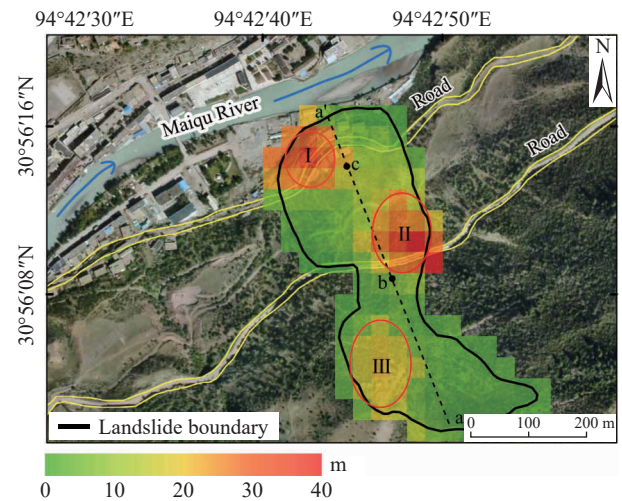 94°42′30″E 94°42′40″E 94°42′50″E
30°56′16″N
30°56′08″N
N
Maiqu River
Road
Road
a'
I
c
II
b
III
a
Landslide boundary
0 100 200 m
m
0 10 20 30 40